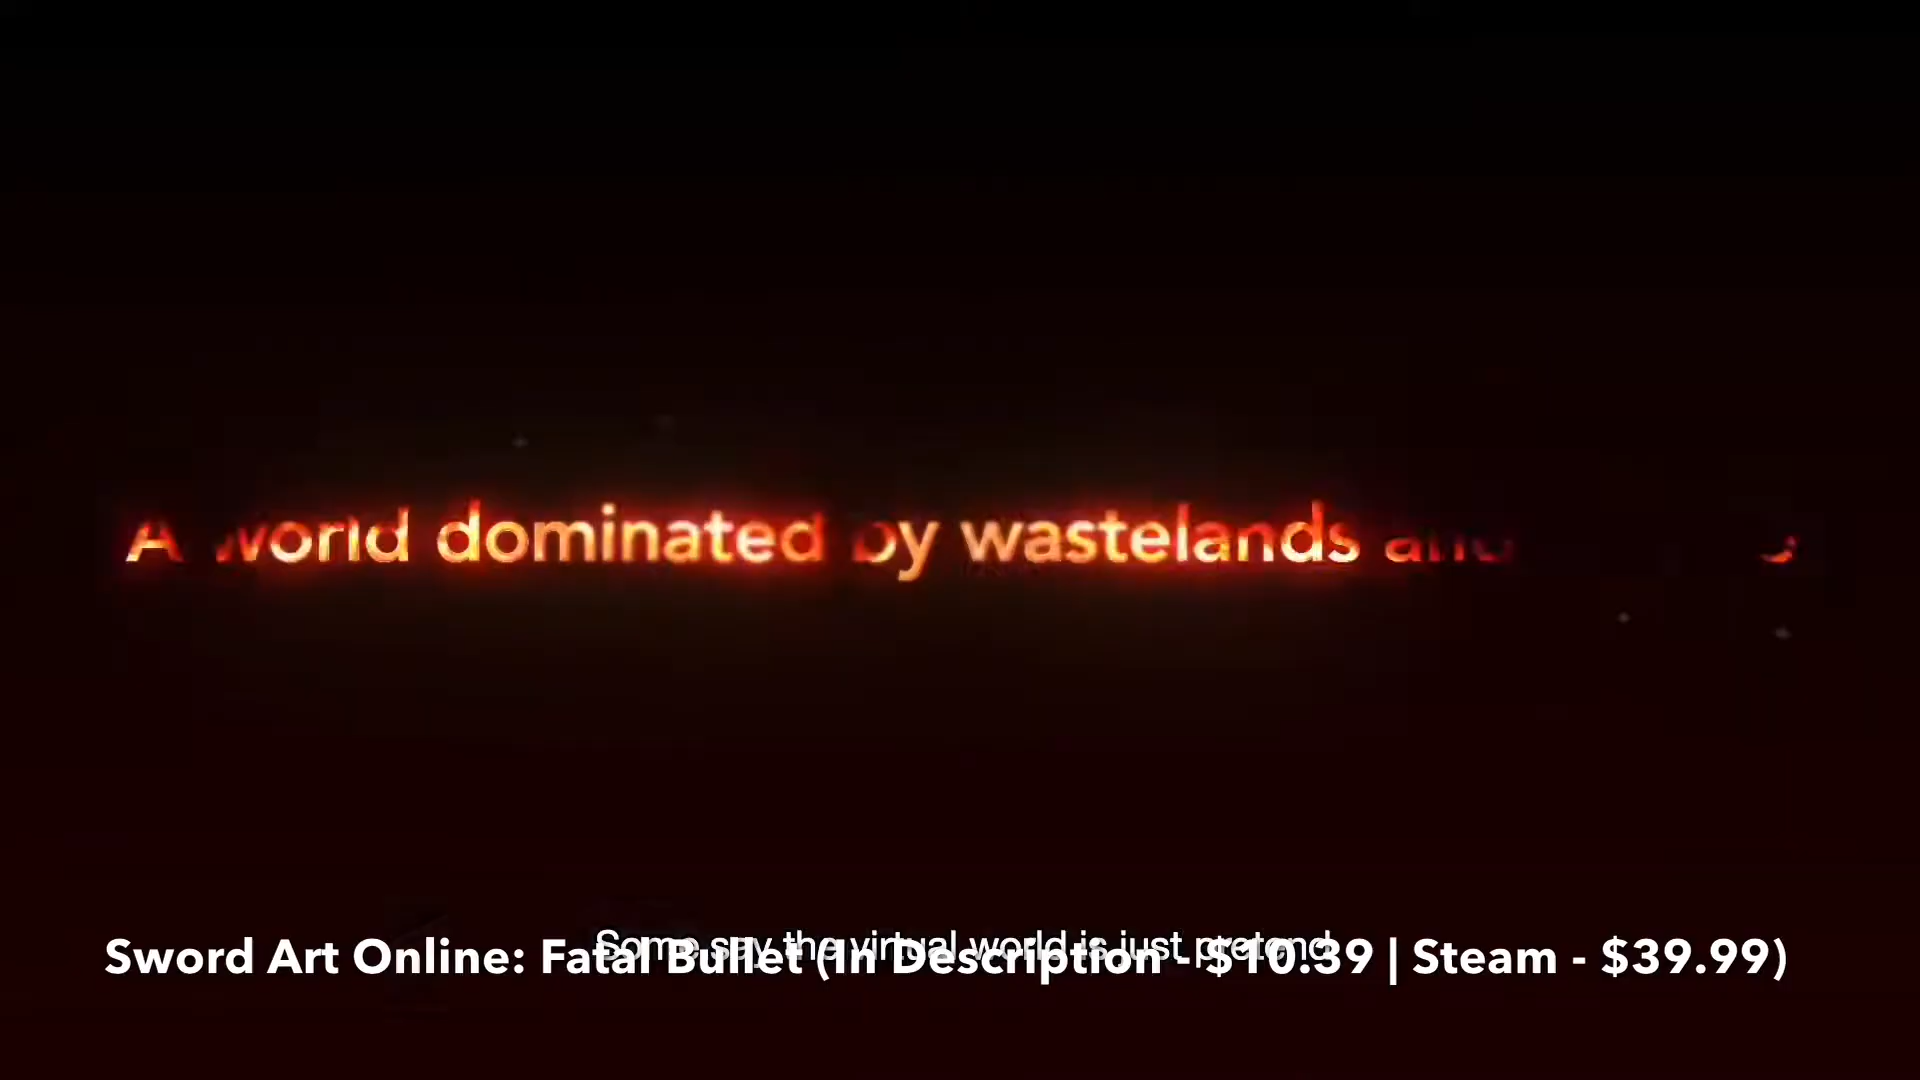 A world dominated by wastelands and
Some say the virtual world is just pretend
Sword Art Online: Fatal Bullet (In Description - $10.39 | Steam - $39.99)